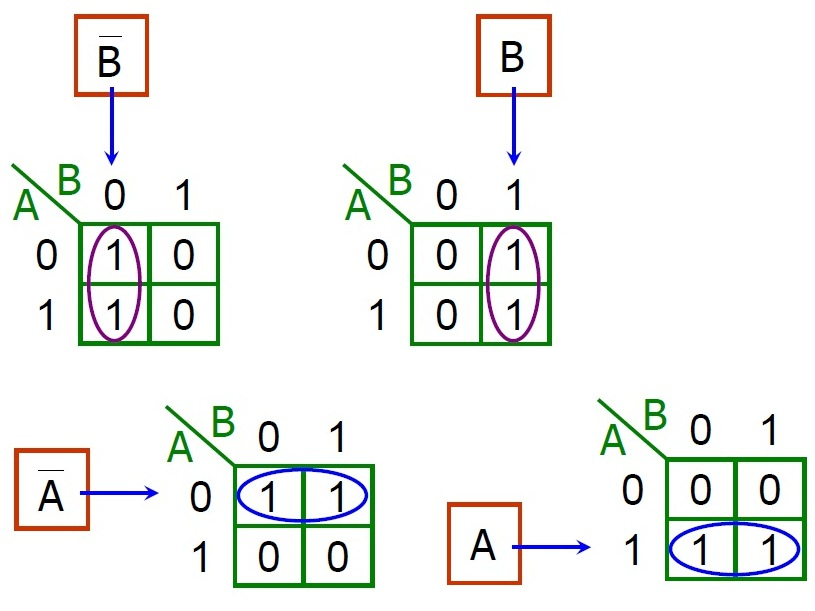 B̅ B
B 0 1 B 0 1
A A
0 1 0 0 0 1
1 1 0 1 0 1
B 0 1 B 0 1
A A
A̅ 0 1 1 0 0 0
1 0 0 A 1 1 1